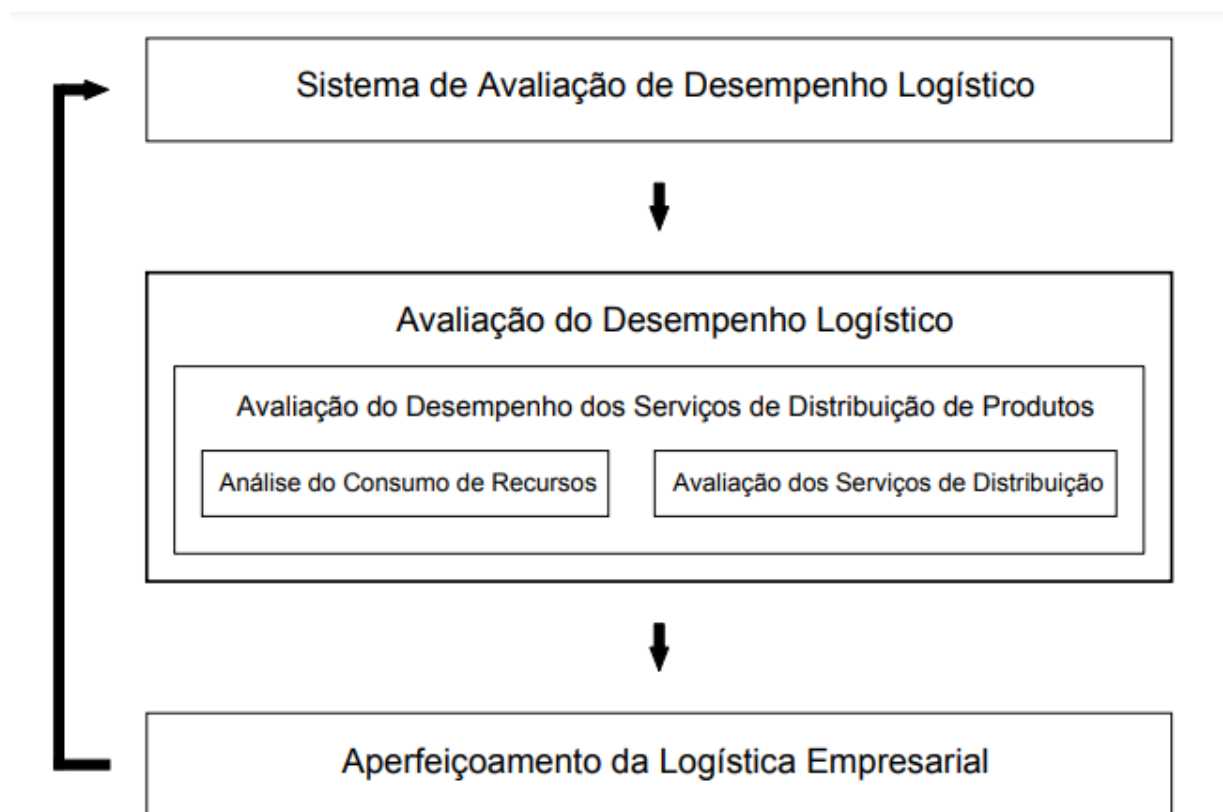 Sistema de Avaliação de Desempenho Logístico
Avaliação do Desempenho Logístico
Avaliação do Desempenho dos Serviços de Distribuição de Produtos
Análise do Consumo de Recursos
Avaliação dos Serviços de Distribuição
Aperfeiçoamento da Logística Empresarial